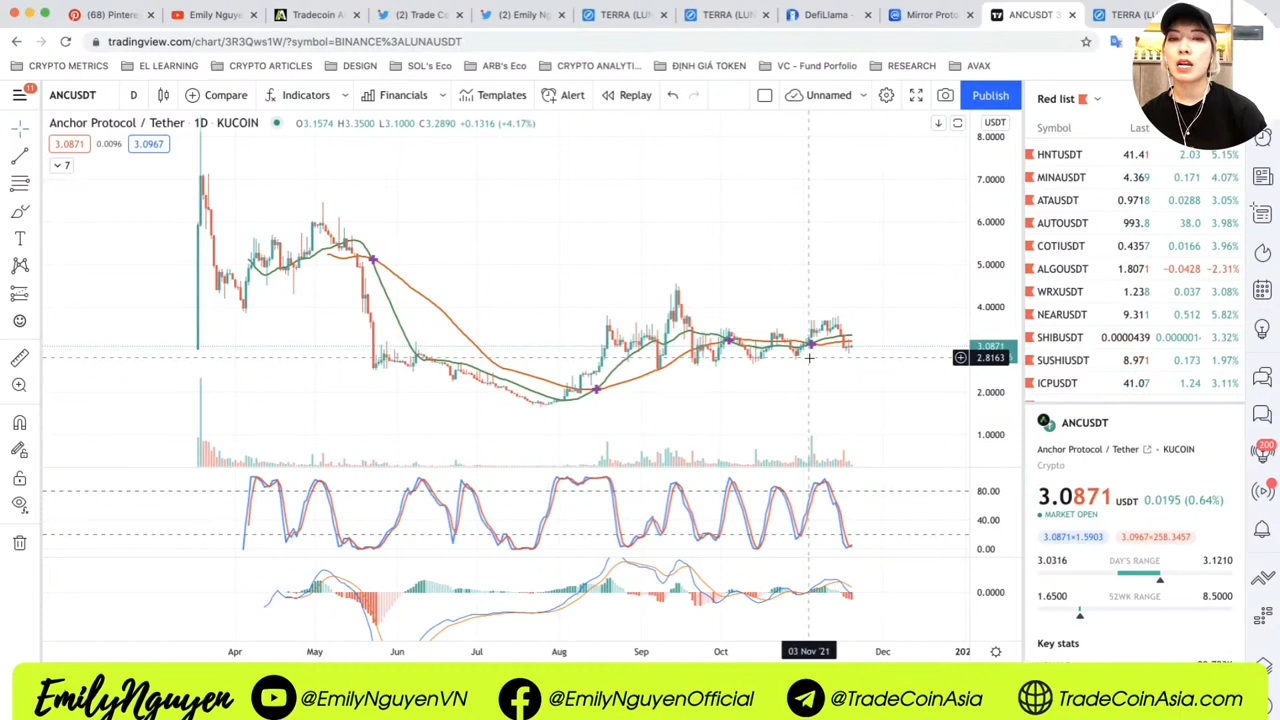 (68) Pinteres
Emily Nguye
Tradecoin A
(2) Trade C
(2) Emily Ng
TERRA (LUN
TERRA (LUN
DefiLlama -
Mirror Proto
ANCUSDT 3
TERRA (LU
tradingview.com/chart/3R3Qws1W/?symbol=BINANCE%3ALUNAUSDT
CRYPTO METRICS
EL LEARNING
CRYPTO ARTICLES
DESIGN
SOL's Eco
ARB's Eco
CRYPTO ANALYTI...
ĐỊNH GIÁ TOKEN
VC - Fund Porfolio
RESEARCH
AVAX
11
ANCUSDT
D
Compare
Indicators
Financials
Templates
Alert
Replay
Unnamed
Publish
Anchor Protocol / Tether · 1D · KUCOIN
O3.1574 H3.3500 L3.1000 C3.2890 +0.1316 (+4.17%)
3.0871 0.0096 3.0967
7
USDT
8.0000
7.0000
6.0000
5.0000
4.0000
3.0871
2.8163
2.0000
1.0000
80.00
40.00
0.00
0.0000
Apr May Jun Jul Aug Sep Oct 03 Nov '21 Dec 202
Red list
Symbol Last
HNTUSDT 41.41 2.03 5.15%
MINAUSDT 4.369 0.171 4.07%
ATAUSDT 0.9718 0.0288 3.05%
AUTOUSDT 993.8 38.0 3.98%
COTIUSDT 0.4357 0.0166 3.96%
ALGOUSDT 1.8071 -0.0428 -2.31%
WRXUSDT 1.238 0.037 3.08%
NEARUSDT 9.311 0.512 5.82%
SHIBUSDT 0.0000439 0.000001· 3.32%
SUSHIUSDT 8.971 0.173 1.97%
ICPUSDT 41.07 1.24 3.11%
ANCUSDT
Anchor Protocol / Tether · KUCOIN
Crypto
3.0871 USDT 0.0195 (0.64%)
MARKET OPEN
3.0871×1.5903 3.0967×258.3457
3.0316 DAY'S RANGE 3.1210
1.6500 52WK RANGE 8.5000
Key stats
200
EmilyNguyen @EmilyNguyenVN @EmilyNguyenOfficial @TradeCoinAsia TradeCoinAsia.com